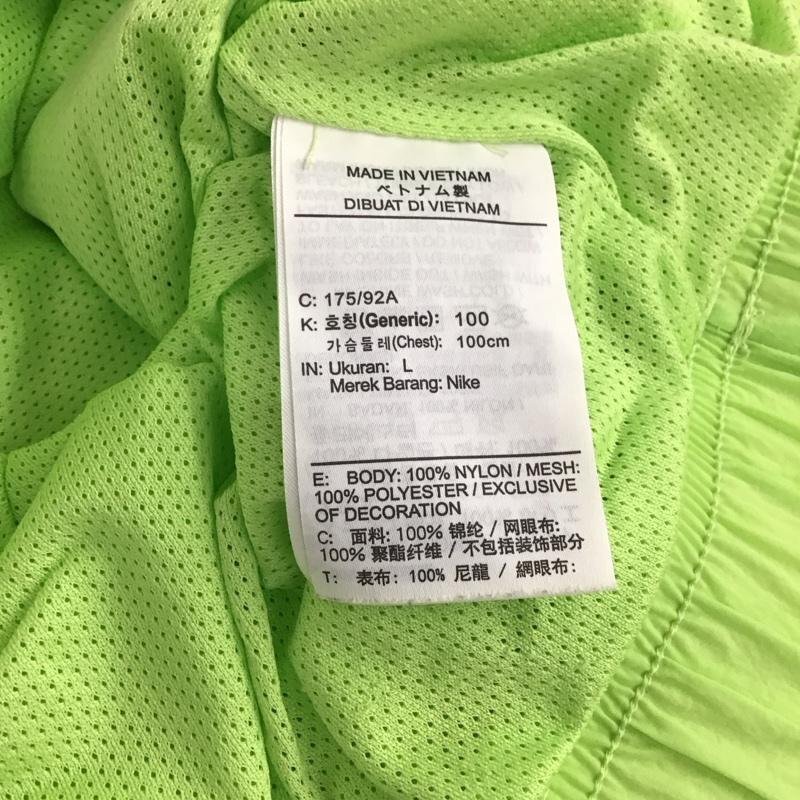 MADE IN VIETNAM
ベトナム製
DIBUAT DI VIETNAM
C: 175/92A
K: 호칭(Generic): 100
가슴둘레(Chest): 100cm
IN: Ukuran: L
Merek Barang: Nike
E: BODY: 100% NYLON / MESH:
100% POLYESTER / EXCLUSIVE
OF DECORATION
C: 面料: 100% 锦纶 / 网眼布:
100% 聚酯纤维 / 不包括装饰部分
T: 表布: 100% 尼龍 / 網眼布: